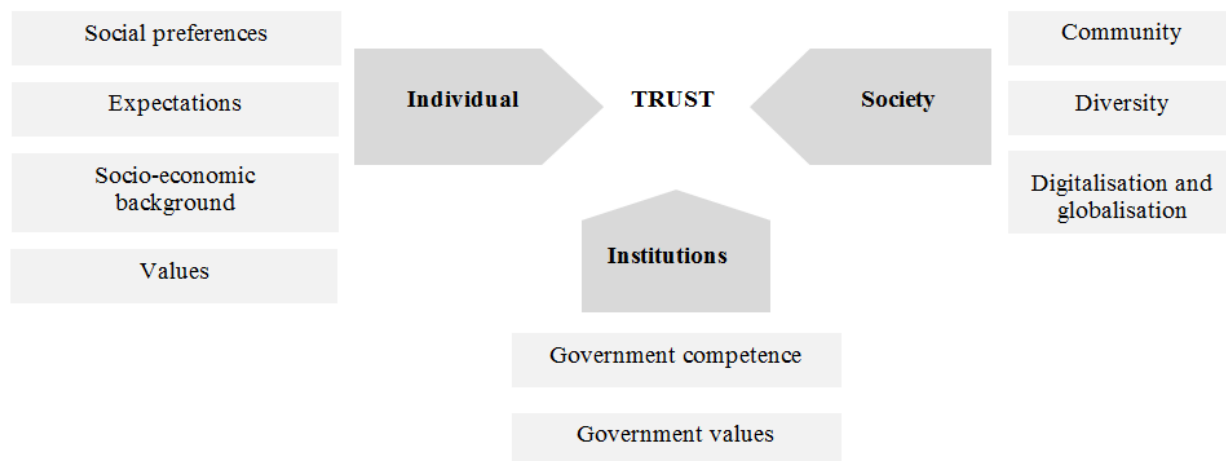 Social preferences
Expectations
Socio-economic
background
Values
Individual
TRUST
Society
Community
Diversity
Digitalisation and
globalisation
Institutions
Government competence
Government values